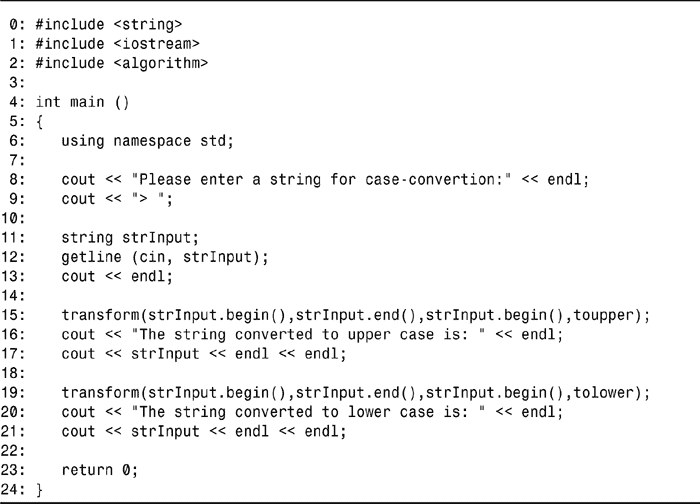 0: #include <string>
1: #include <iostream>
2: #include <algorithm>
3:
4: int main ()
5: {
6:    using namespace std;
7:
8:    cout << "Please enter a string for case-convertion:" << endl;
9:    cout << "> ";
10:
11:    string strInput;
12:    getline (cin, strInput);
13:    cout << endl;
14:
15:    transform(strInput.begin(),strInput.end(),strInput.begin(),toupper);
16:    cout << "The string converted to upper case is: " << endl;
17:    cout << strInput << endl << endl;
18:
19:    transform(strInput.begin(),strInput.end(),strInput.begin(),tolower);
20:    cout << "The string converted to lower case is: " << endl;
21:    cout << strInput << endl << endl;
22:
23:    return 0;
24: }